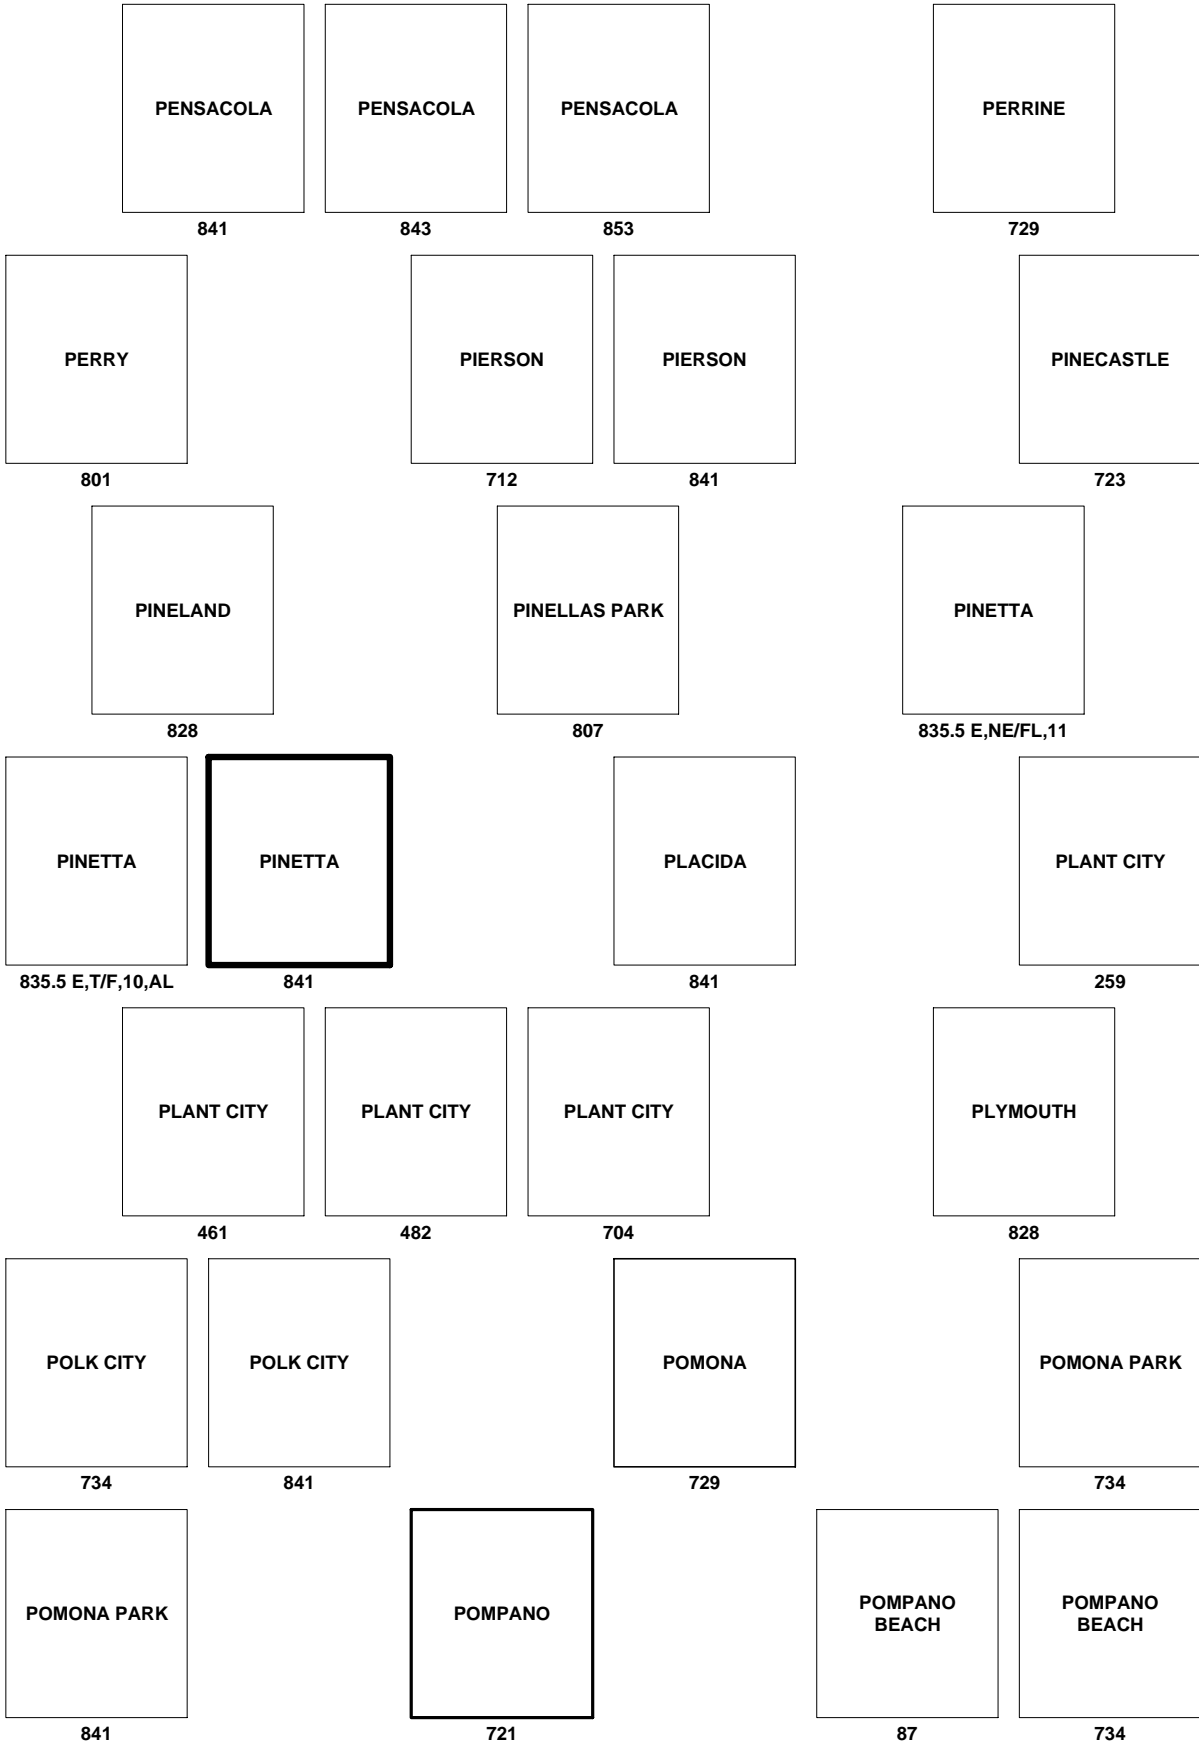 PENSACOLA PENSACOLA PENSACOLA PERRINE
841 843 853 729
PERRY PIERSON PIERSON PINECASTLE
801 712 841 723
PINELAND PINELLAS PARK PINETTA
828 807 835.5 E,NE/FL,11
PINETTA PINETTA PLACIDA PLANT CITY
835.5 E,T/F,10,AL 841 841 259
PLANT CITY PLANT CITY PLANT CITY PLYMOUTH
461 482 704 828
POLK CITY POLK CITY POMONA POMONA PARK
734 841 729 734
POMONA PARK POMPANO
POMPANO
BEACH
POMPANO
BEACH
841 721 87 734